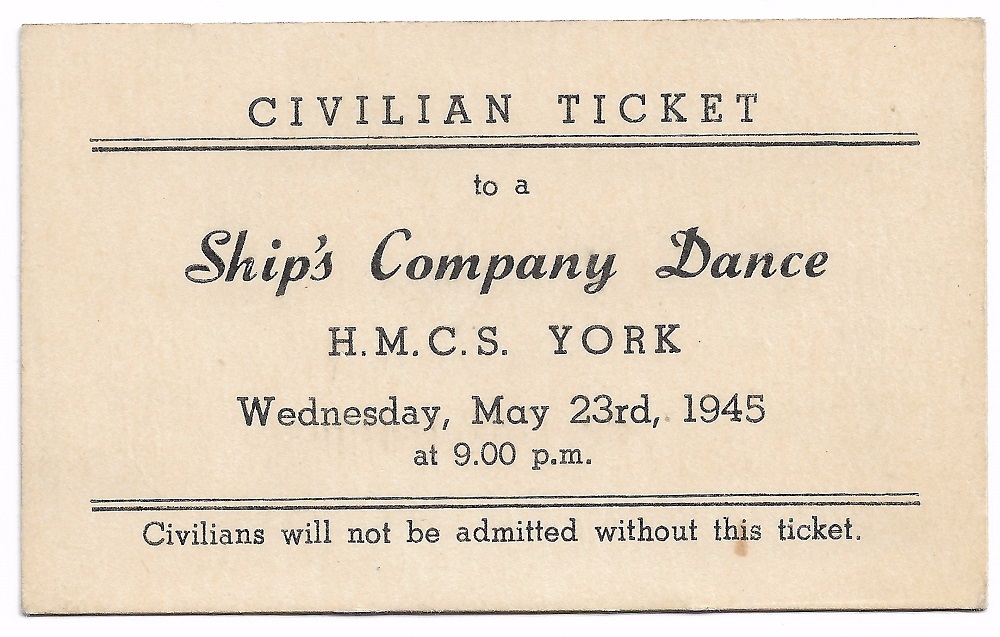 CIVILIAN TICKET
to a
Ship's Company Dance
H.M.C.S. YORK
Wednesday, May 23rd, 1945
at 9.00 p.m.
Civilians will not be admitted without this ticket.